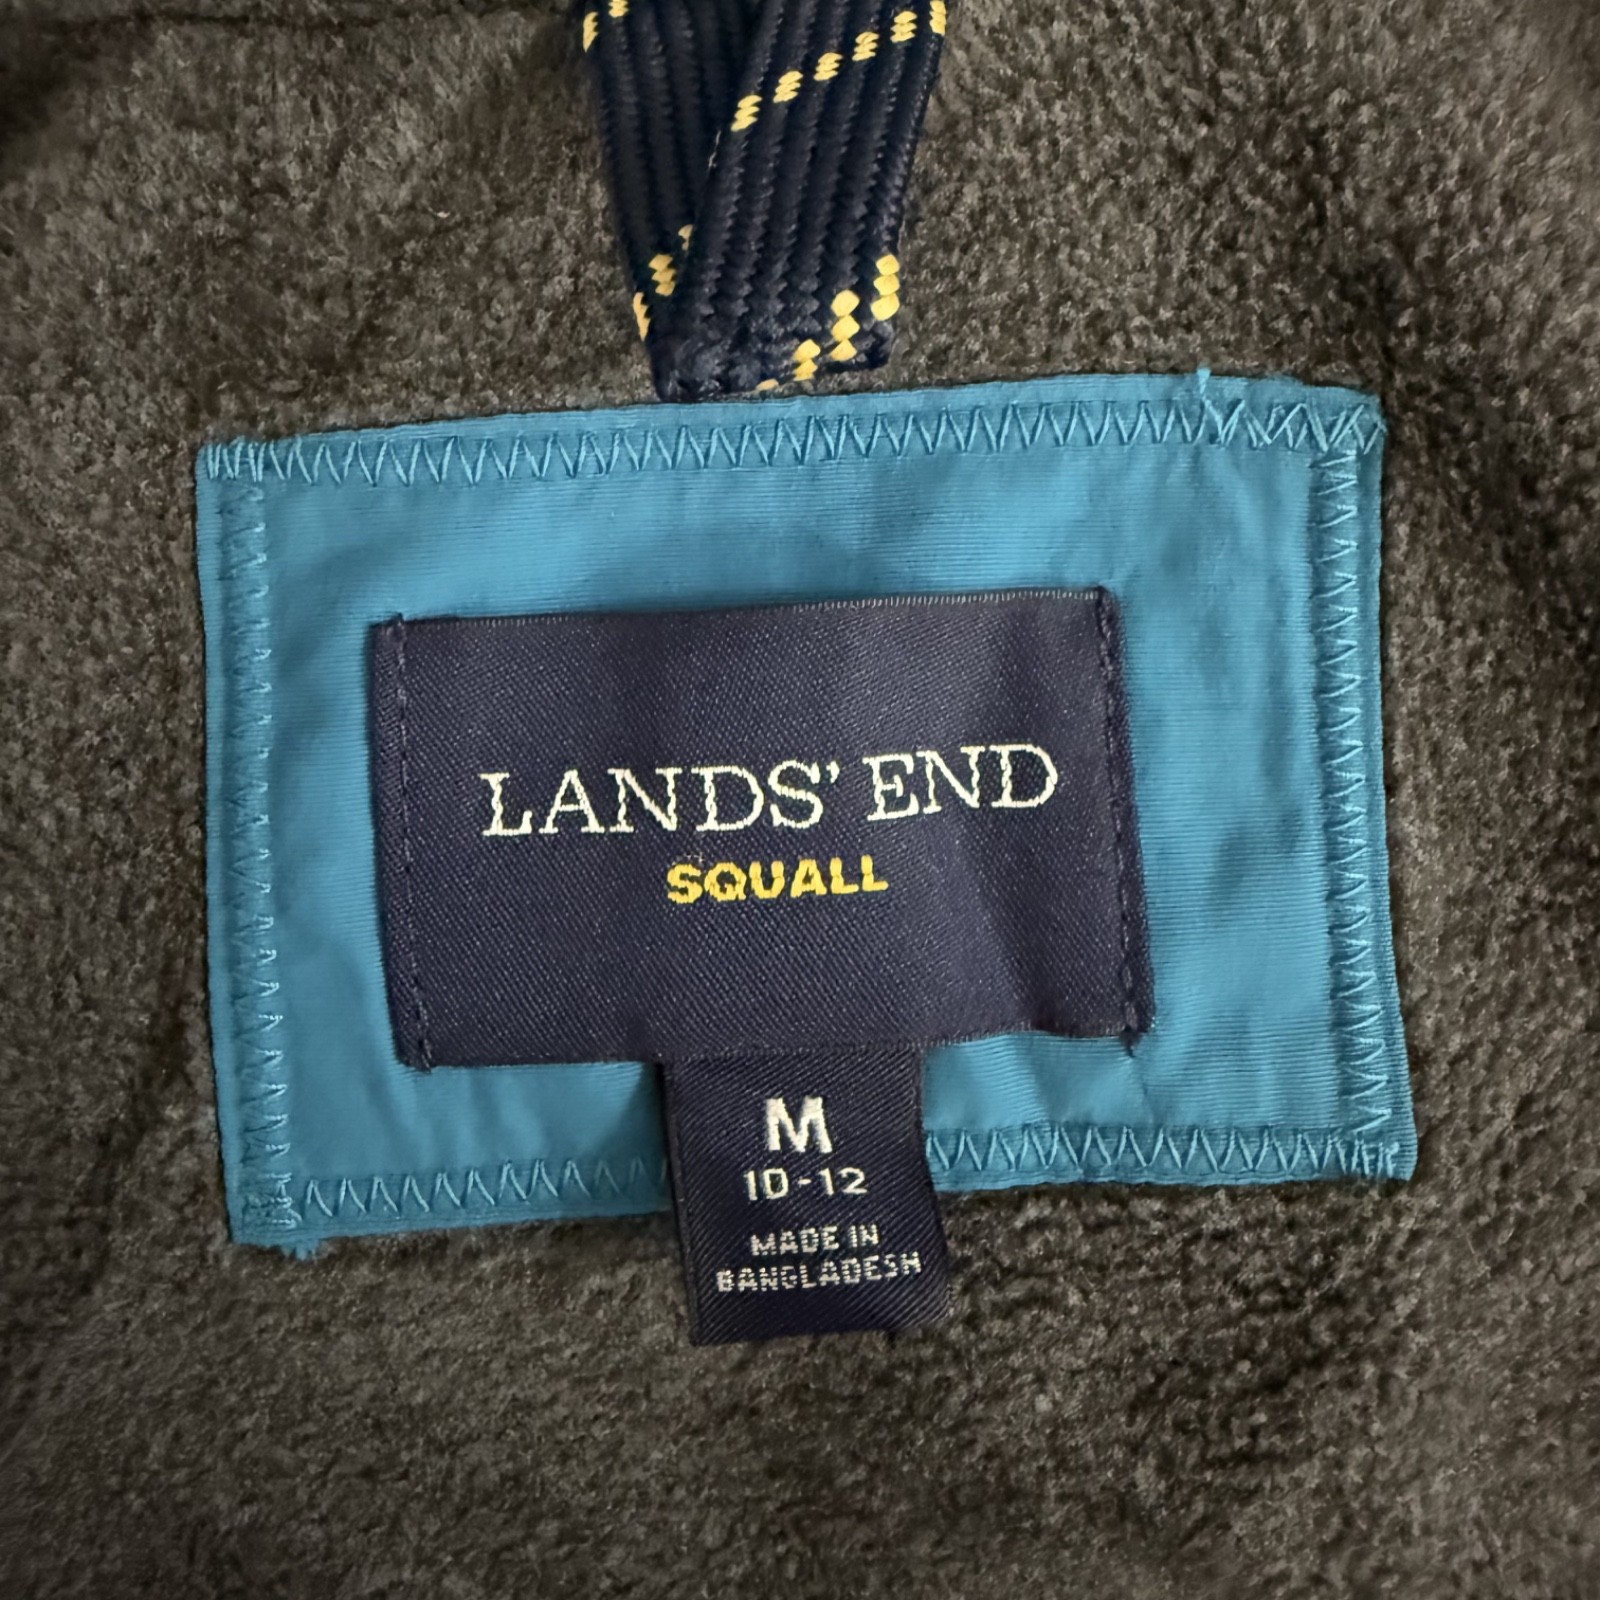 LANDS' END
SQUALL
M
10-12
MADE IN
BANGLADESH